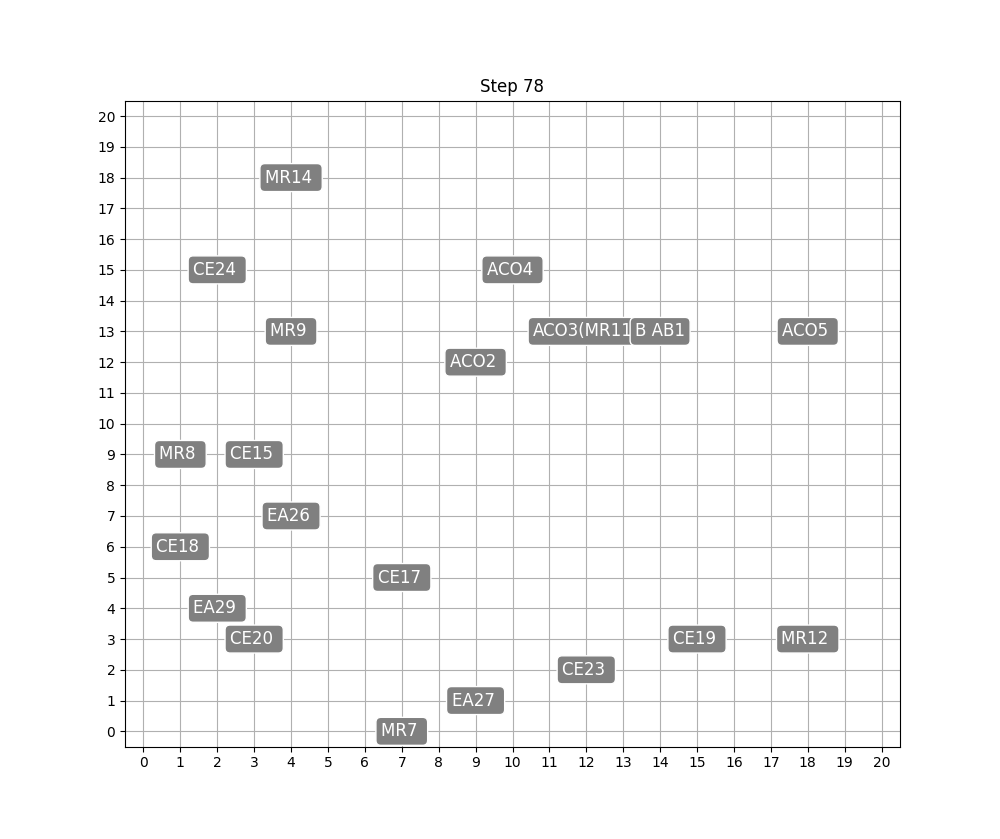 Step 78
20
19
18 MR14
17
16
15 CE24 ACO4
14
13 MR9 ACO3(MR11 B AB1 ACO5
12 ACO2
11
10
9 MR8 CE15
8
7 EA26
6 CE18
5 CE17
4 EA29
3 CE20 CE19 MR12
2 CE23
1 EA27
0 MR7
0 1 2 3 4 5 6 7 8 9 10 11 12 13 14 15 16 17 18 19 20